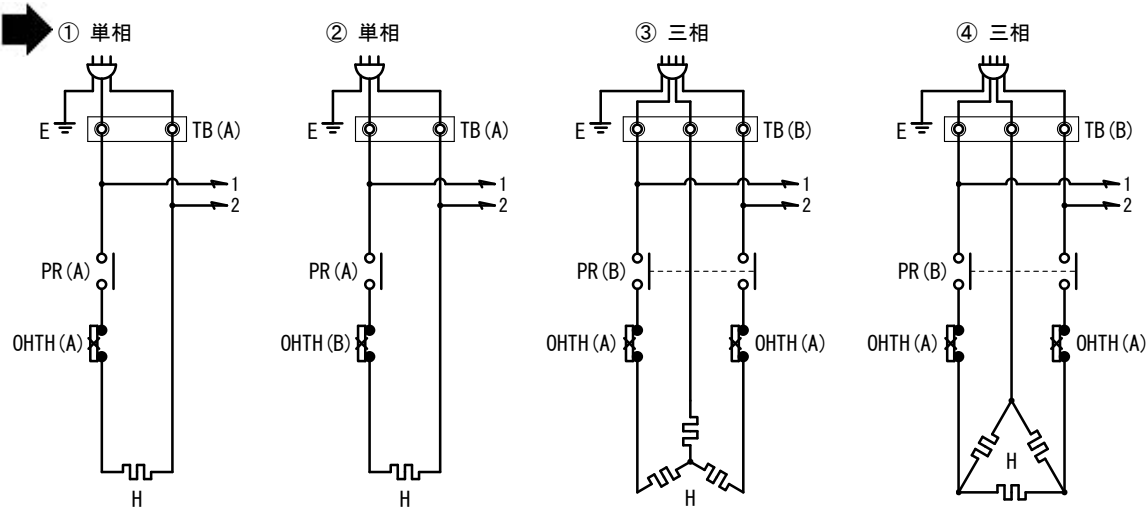 ① 単相
② 単相
③ 三相
④ 三相
E
TB(A)
E
TB(A)
E
TB(B)
E
TB(B)
1
1
1
1
2
2
2
2
PR(A)
PR(A)
PR(B)
PR(B)
OHTH(A)
OHTH(B)
OHTH(A)
OHTH(A)
OHTH(A)
OHTH(A)
H
H
H
H